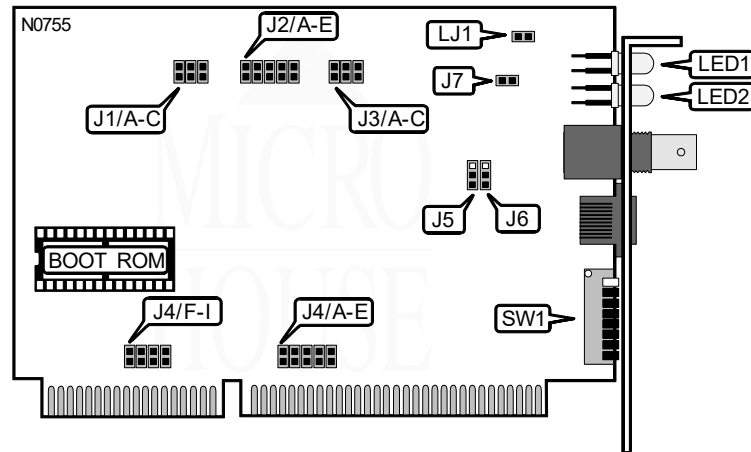 N0755
J2/A-E
LJ1
LED1
J7
LED2
J1/A-C
J3/A-C
J5
J6
BOOT ROM
J4/F-I
J4/A-E
SW1
MICRO
HOUSE